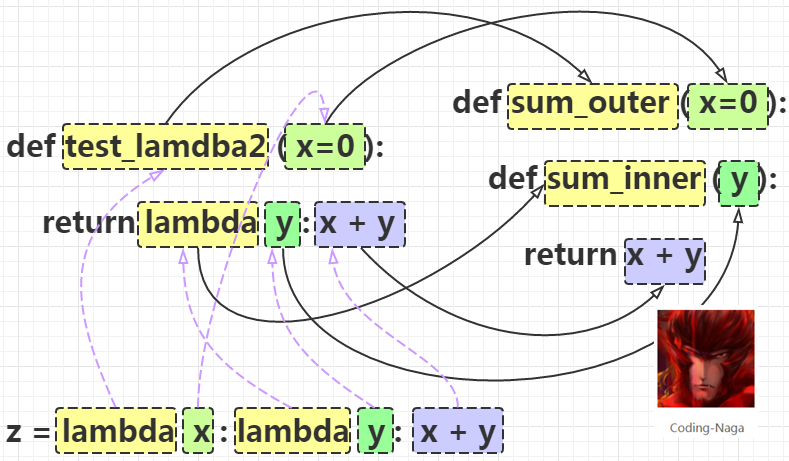 def test_lamdba2 ( x=0 ):
return lambda y : x + y
def sum_outer ( x=0 ):
def sum_inner ( y ):
return x + y
z = lambda x : lambda y : x + y
Coding-Naga